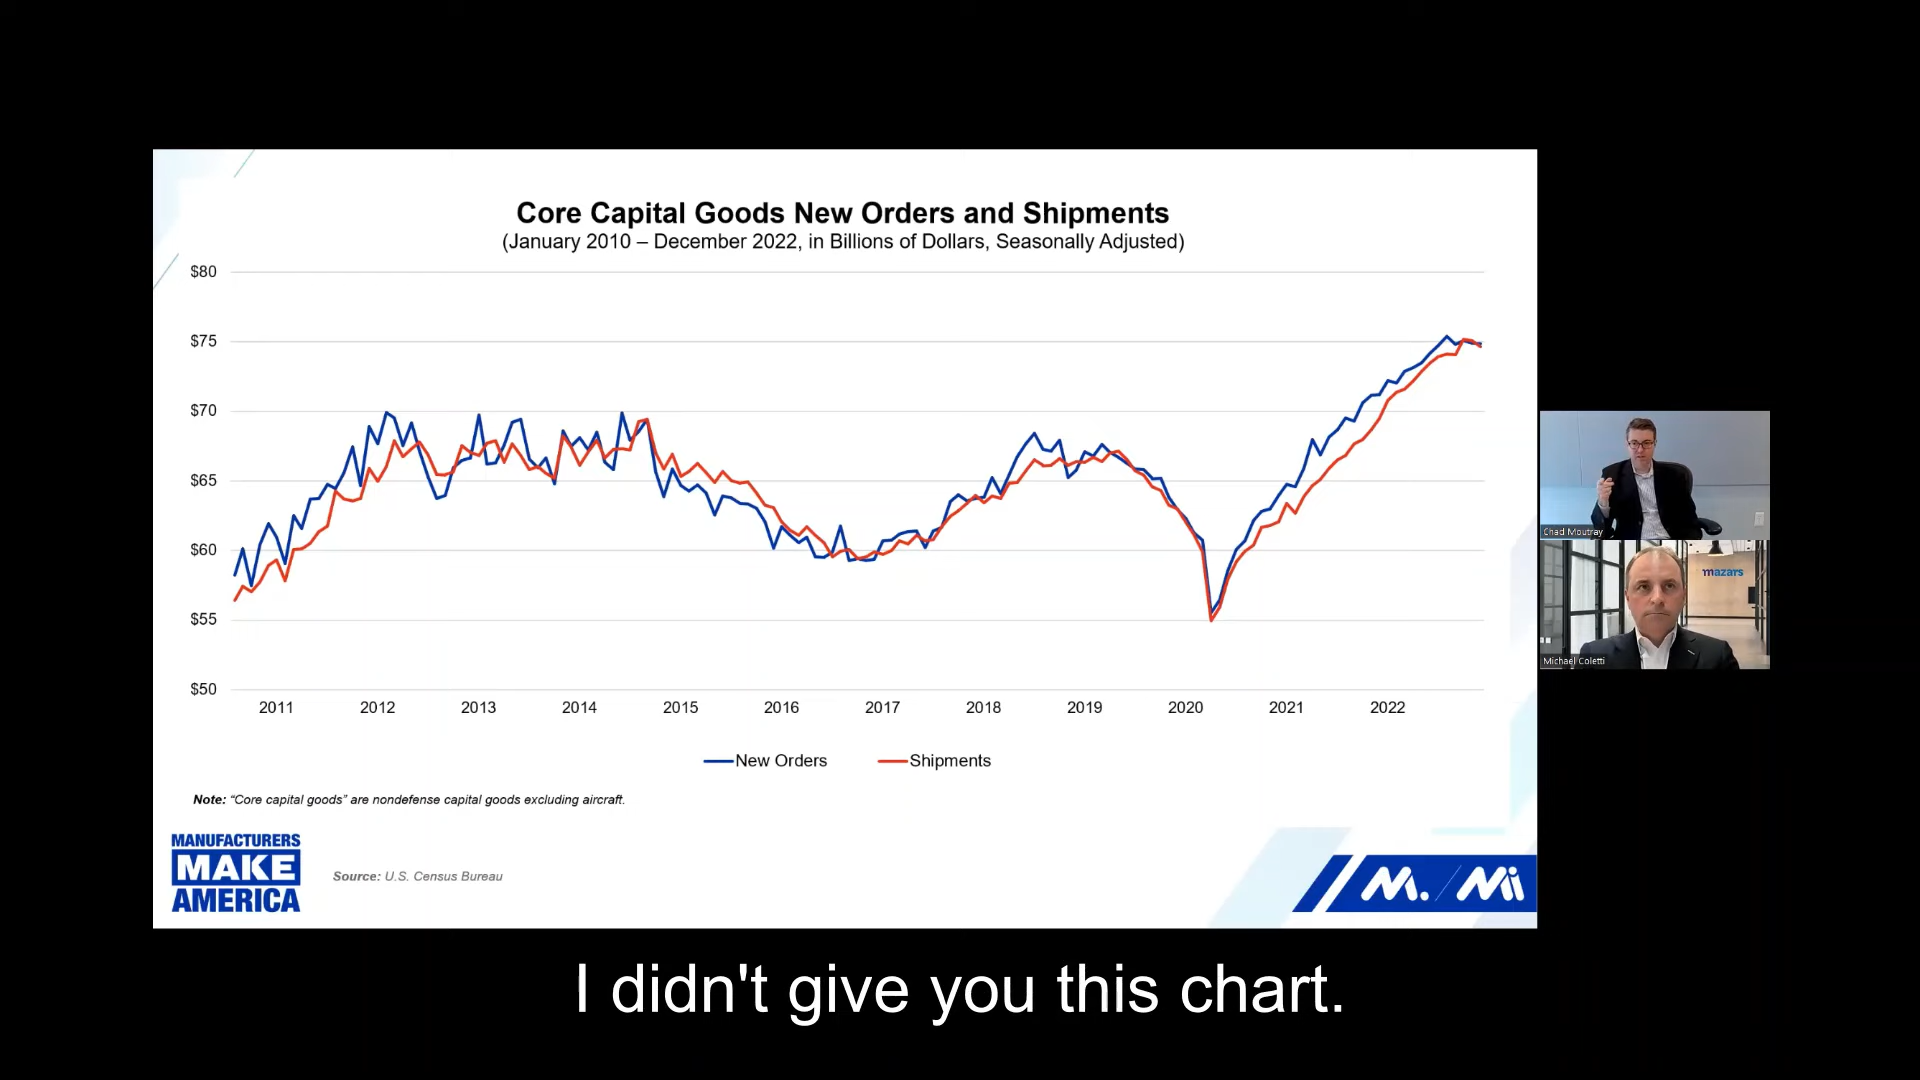 Core Capital Goods New Orders and Shipments
(January 2010 – December 2022, in Billions of Dollars, Seasonally Adjusted)
$80
$75
$70
$65
$60
$55
$50
2011 2012 2013 2014 2015 2016 2017 2018 2019 2020 2021 2022
New Orders Shipments
Note: “Core capital goods” are nondefense capital goods excluding aircraft.
MANUFACTURERS
MAKE
AMERICA
Source: U.S. Census Bureau
M. / Mi
Chad Moutray
mazars
Michael Coletti
I didn't give you this chart.